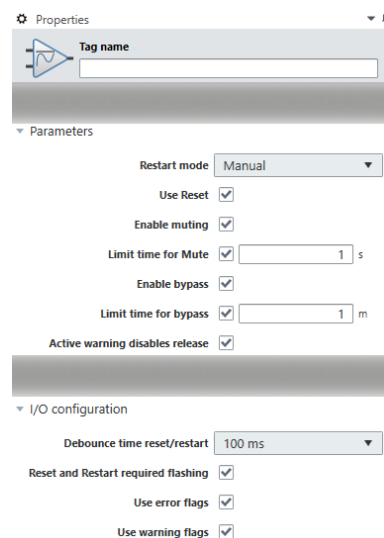 Properties
Tag name
Parameters
Restart mode Manual
Use Reset
Enable muting
Limit time for Mute 1 s
Enable bypass
Limit time for bypass 1 m
Active warning disables release
I/O configuration
Debounce time reset/restart 100 ms
Reset and Restart required flashing
Use error flags
Use warning flags